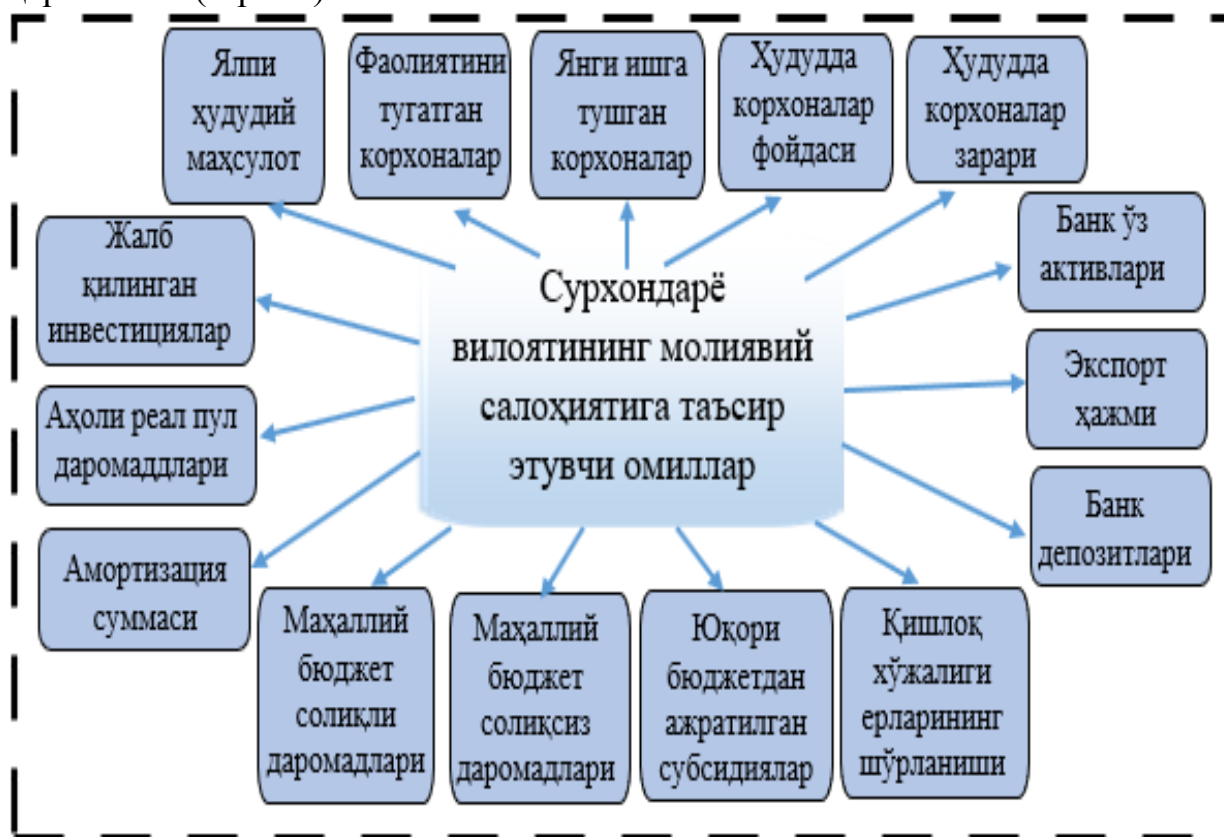 Ялпи
ҳудудий
маҳсулот
Фаолиятини
тугатган
корхоналар
Янги ишга
тушган
корхоналар
Ҳудудда
корхоналар
фойдаси
Ҳудудда
корхоналар
зарари
Жалб
қилинган
инвестициялар
Банк ўз
активлари
Сурхондарё
вилоятининг молиявий
салоҳиятига таъсир
этувчи омиллар
Экспорт
ҳажми
Аҳоли реал пул
даромаддлари
Банк
депозитлари
Амортизация
суммаси
Маҳаллий
бюджет
солиқли
даромадлари
Маҳаллий
бюджет
солиқсиз
даромадлари
Юқори
бюджетдан
ажратилган
субсидиялар
Қишлоқ
хўжалиги
ерларининг
шўрланиши